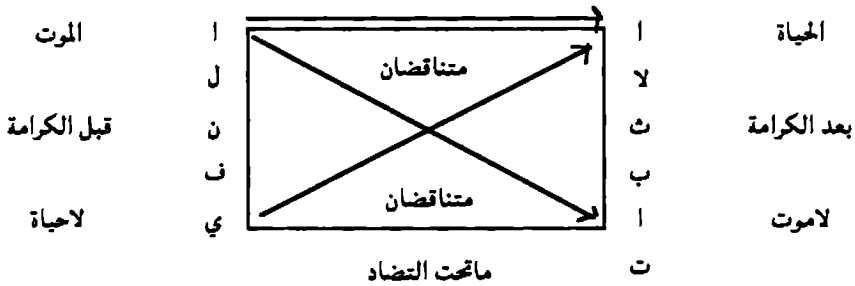 الحياة
الموت
متناقضان
بعد الكرامة
قبل الكرامة
متناقضان
لاموت
لاحياة
ا لا ث ب ا ت
ا ل ن ف ي
ماتحت التضاد